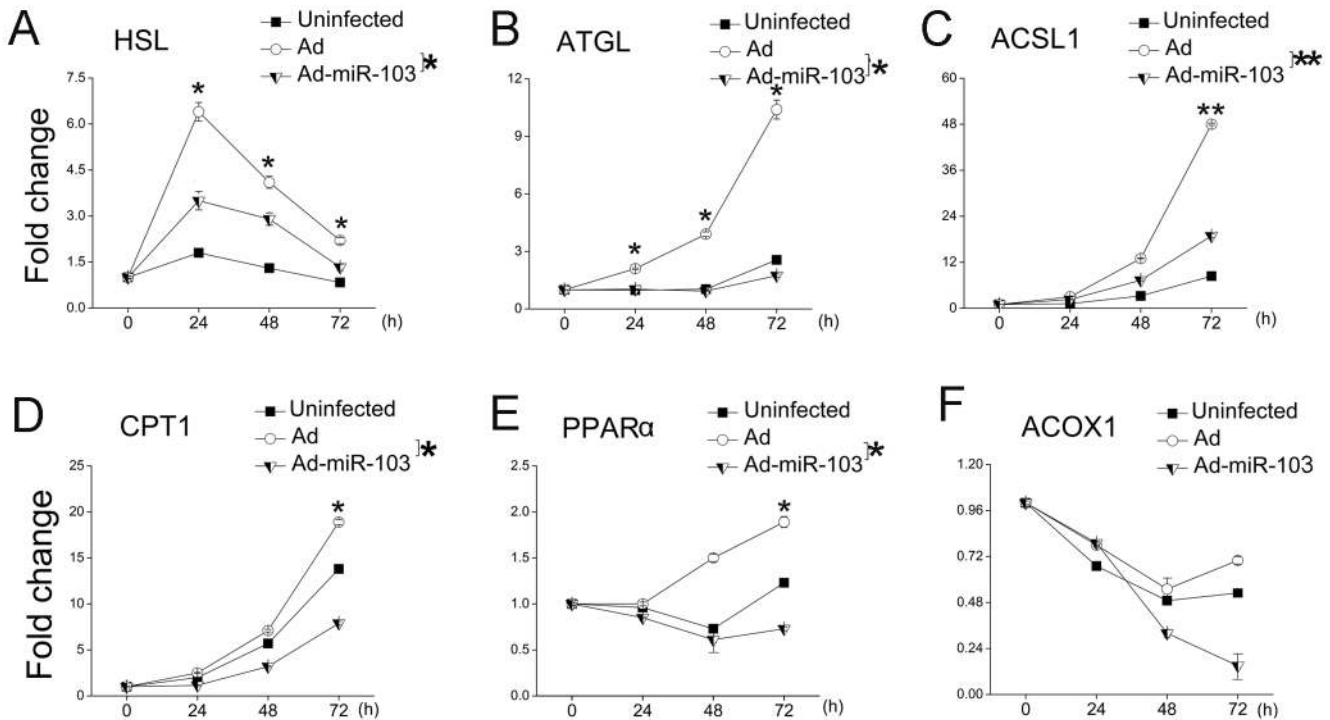 A
HSL
Uninfected
Ad
Ad-miR-103
*
Fold change
7.5
6.0
4.5
3.0
1.5
0.0
*
*
*
0 24 48 72 (h)
B
ATGL
Uninfected
Ad
Ad-miR-103
*
12
9
6
3
0
*
*
*
0 24 48 72 (h)
C
ACSL1
Uninfected
Ad
Ad-miR-103
**
60
48
36
24
12
0
**
0 24 48 72 (h)
D
CPT1
Uninfected
Ad
Ad-miR-103
*
Fold change
25
20
15
10
5
0
*
0 24 48 72 (h)
E
PPARα
Uninfected
Ad
Ad-miR-103
*
2.5
2.0
1.5
1.0
0.5
0.0
*
0 24 48 72 (h)
F
ACOX1
Uninfected
Ad
Ad-miR-103
1.20
0.96
0.72
0.48
0.24
0.00
0 24 48 72 (h)